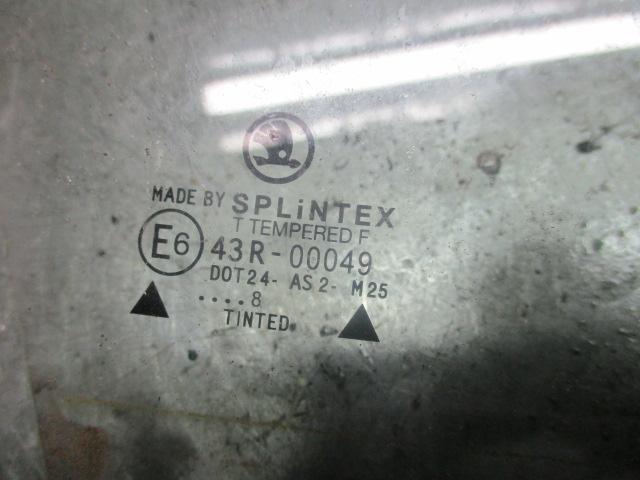 MADE BY SPLiNTEX
T TEMPERED F
E6 43R-00049
DOT24- AS2- M25
....8
TINTED